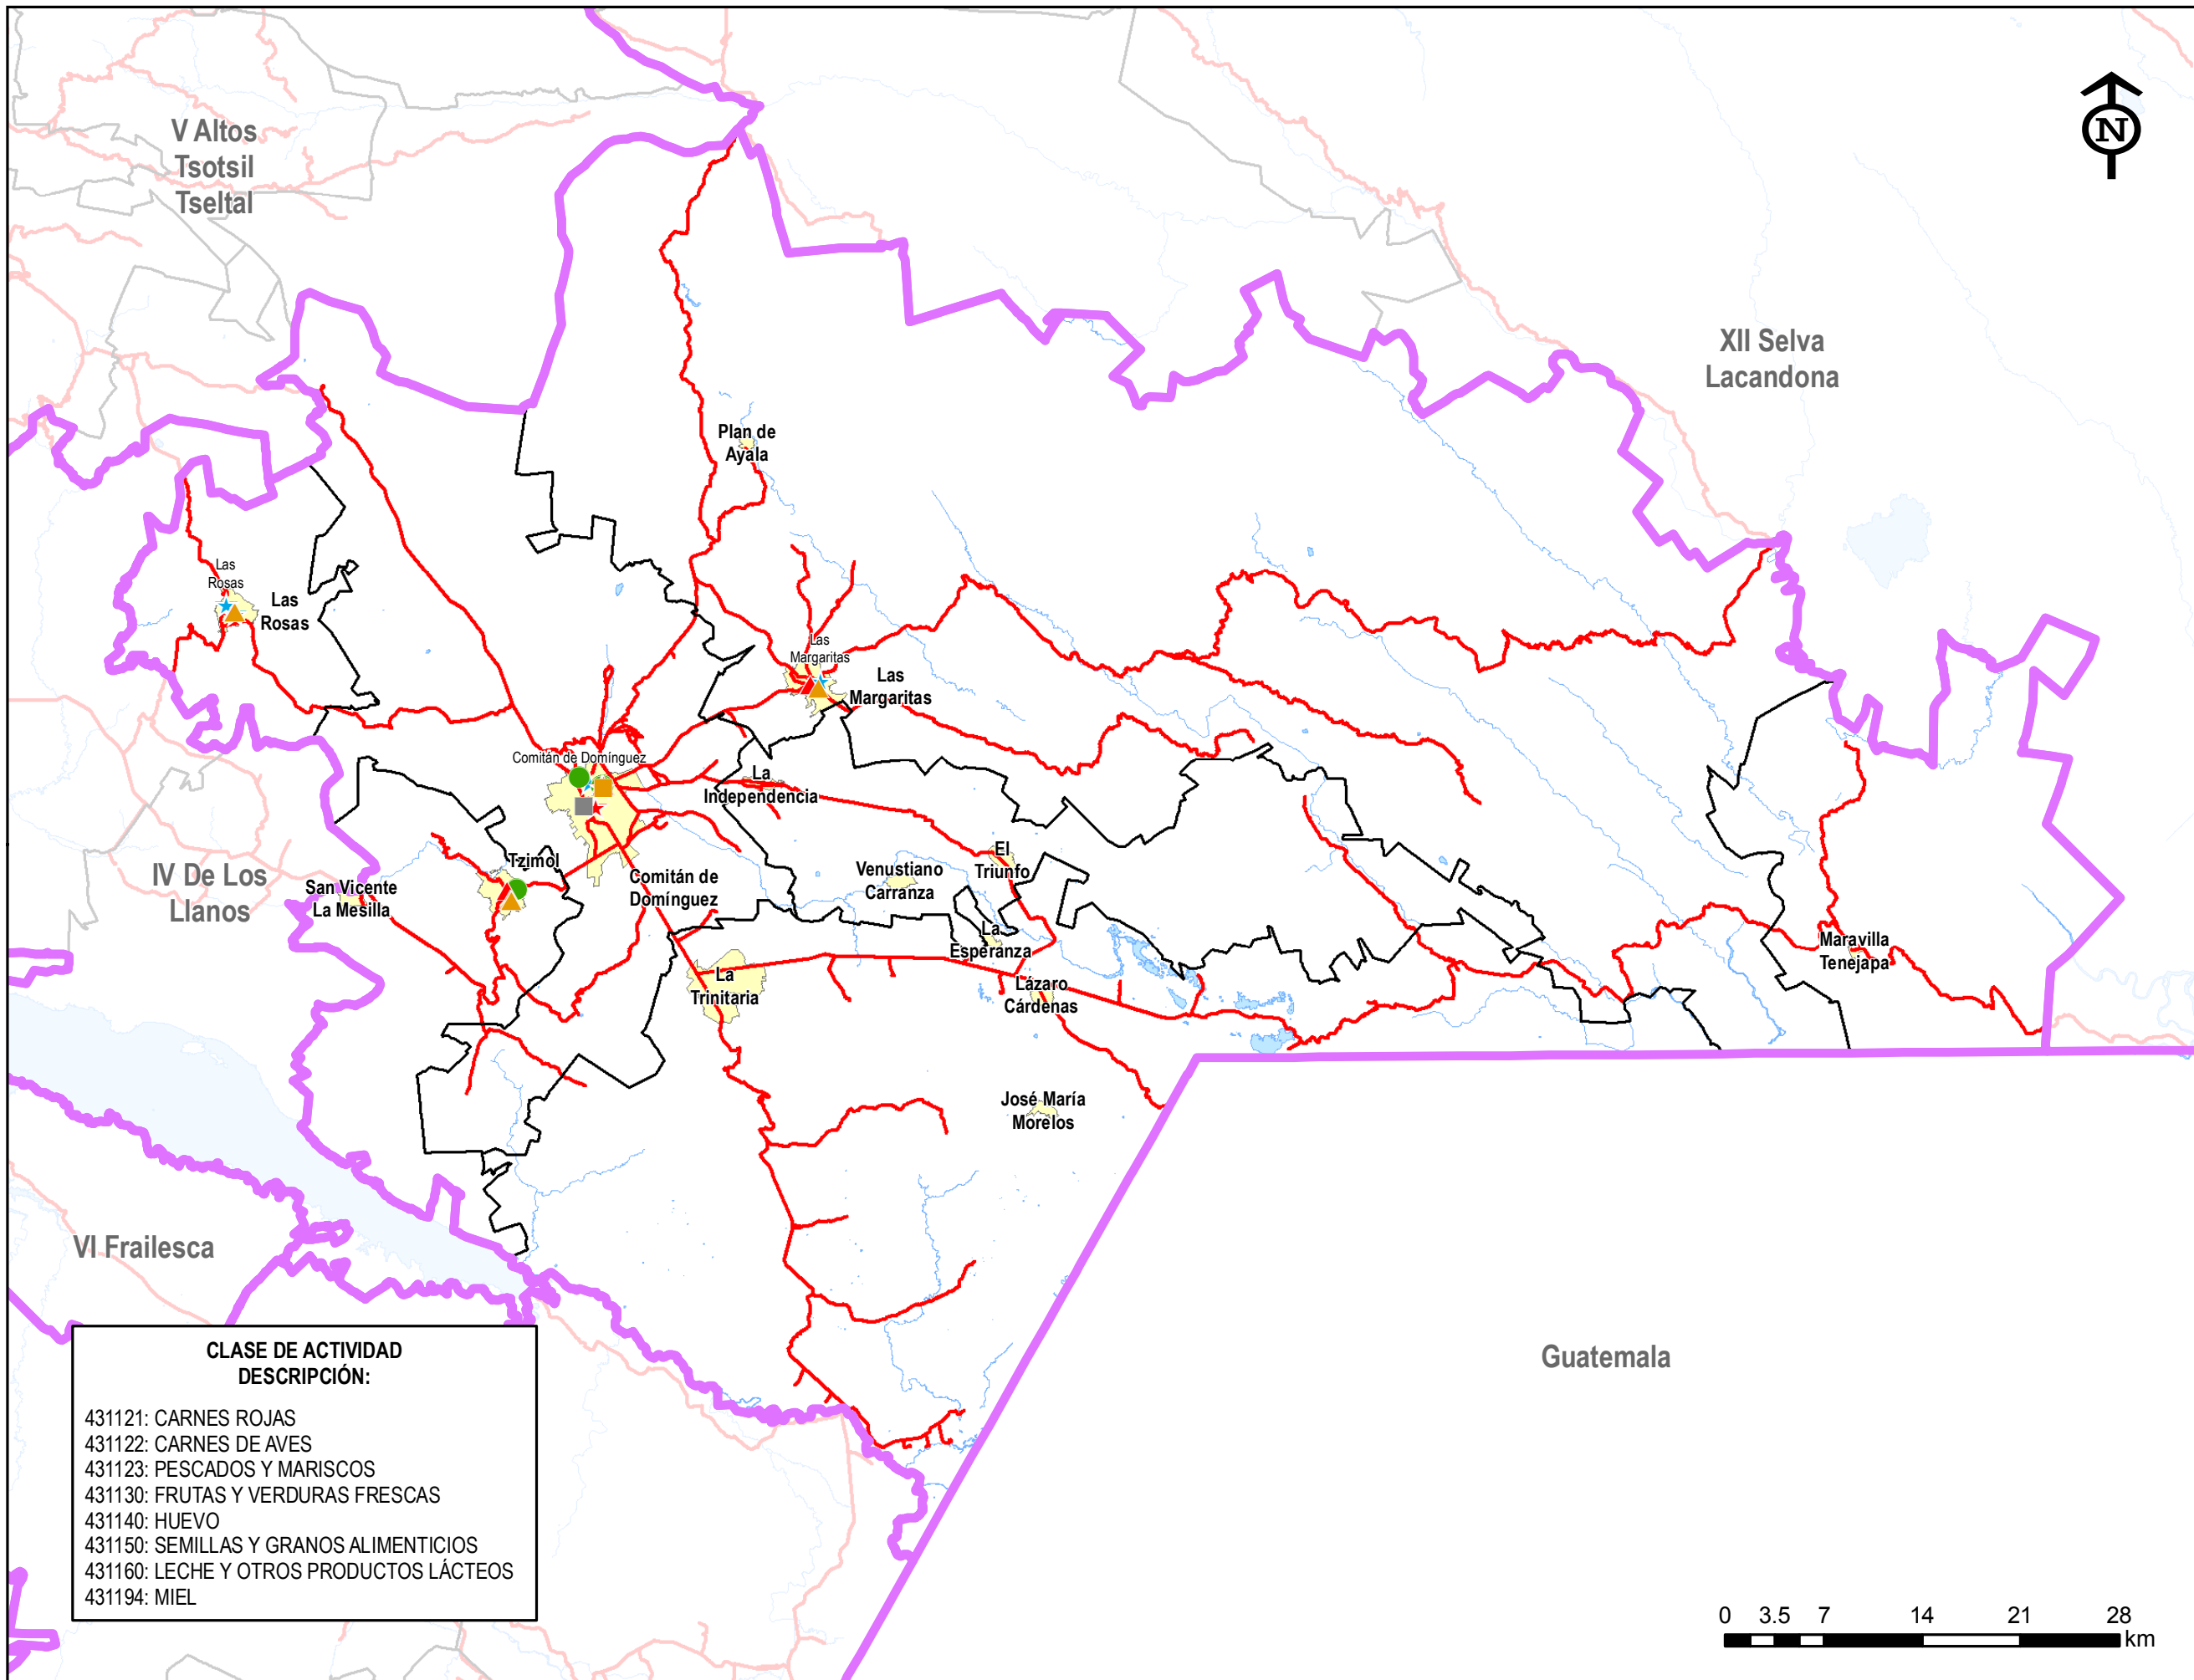 V Altos
Tsotsil
Tseltal
N
XII Selva
Lacandona
Plan de
Ayala
Las
Rosas
Las
Rosas
Las
Margaritas
Las
Margaritas
Comitán de Domínguez
La
Independencia
Tzimol
El
Triunfo
Venustiano
Carranza
IV De Los
Llanos
San Vicente
La Mesilla
Comitán de
Domínguez
La
Esperanza
Maravilla
Tenejapa
La
Trinitaria
Lázaro
Cárdenas
José María
Morelos
VI Frailesca
Guatemala
CLASE DE ACTIVIDAD
DESCRIPCIÓN:
431121: CARNES ROJAS
431122: CARNES DE AVES
431123: PESCADOS Y MARISCOS
431130: FRUTAS Y VERDURAS FRESCAS
431140: HUEVO
431150: SEMILLAS Y GRANOS ALIMENTICIOS
431160: LECHE Y OTROS PRODUCTOS LÁCTEOS
431194: MIEL
0 3.5 7 14 21 28
km